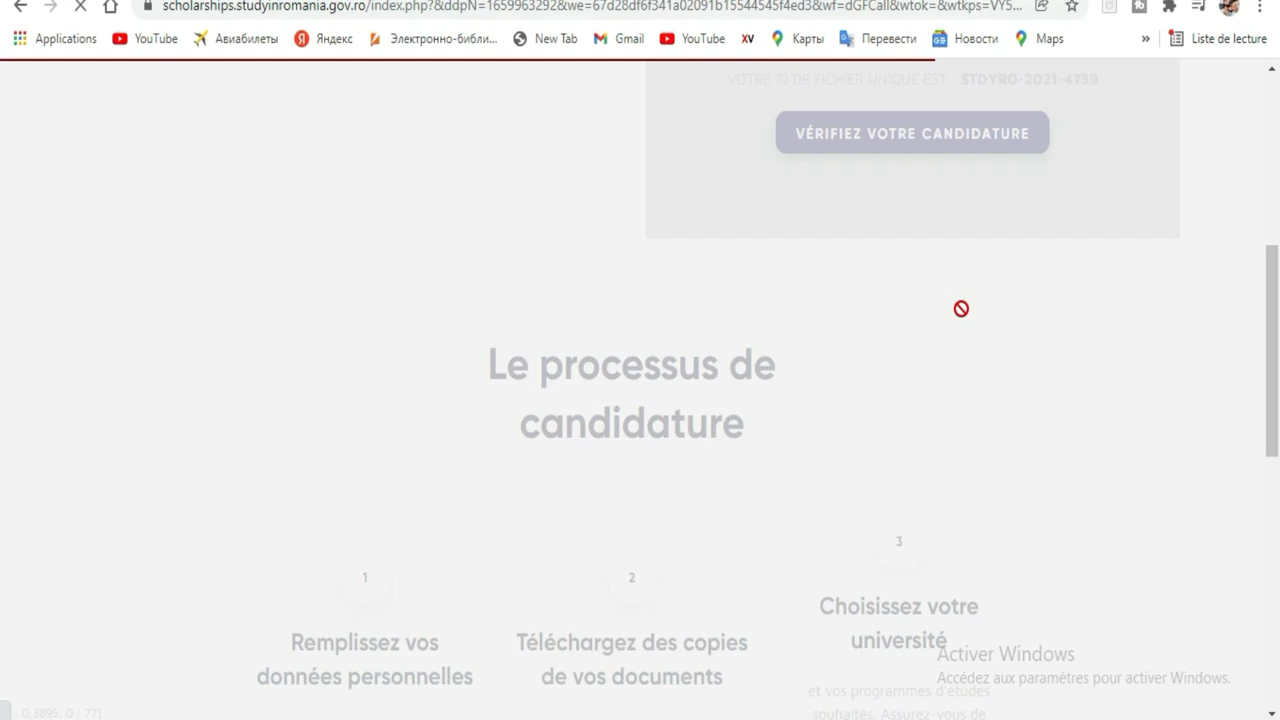 scholarships.studyinromania.gov.ro/index.php?&ddpN=1659963292&we=67d28df6f341a02091b15544545f4ed3&wf=dGFCall&wtok=&wtkps=VY5...
Applications YouTube Авиабилеты Яндекс Электронно-библи... New Tab Gmail YouTube XV Карты Перевести Новости Maps » Liste de lecture
VOTRE ID DE FICHIER UNIQUE EST : STDYRO-2021-4739
VÉRIFIEZ VOTRE CANDIDATURE
Le processus de
candidature
1
2
3
Remplissez vos
données personnelles
Téléchargez des copies
de vos documents
Choisissez votre
université
et vos programmes d'études
souhaités. Assurez-vous de
Activer Windows
Accédez aux paramètres pour activer Windows.
: 0.3895, Q : 77]